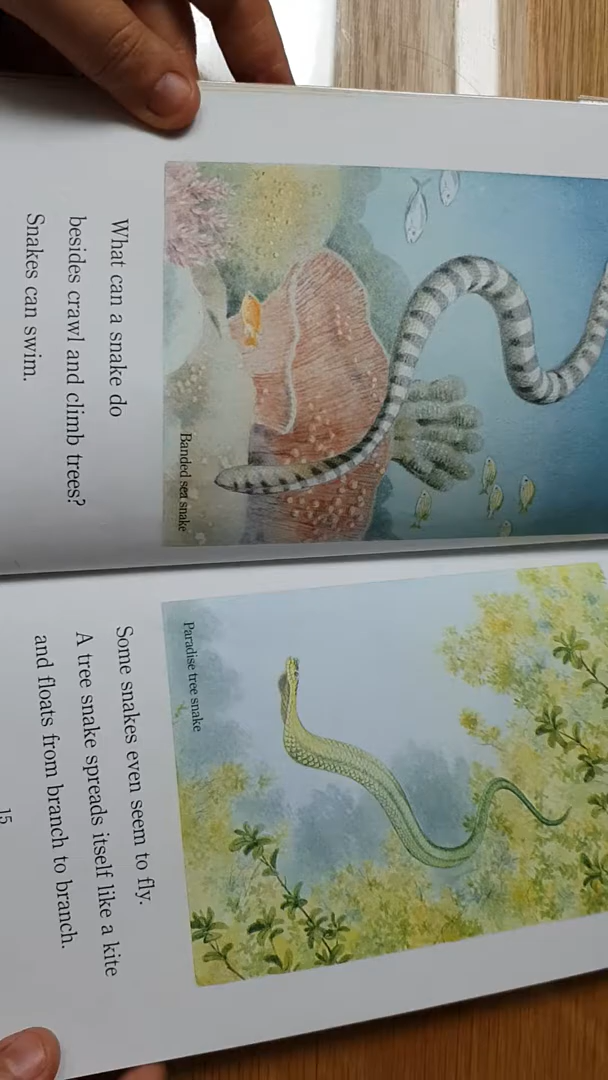 Banded sea snake
What can a snake do
besides crawl and climb trees?
Snakes can swim.
Paradise tree snake
Some snakes even seem to fly.
A tree snake spreads itself like a kite
and floats from branch to branch.
15